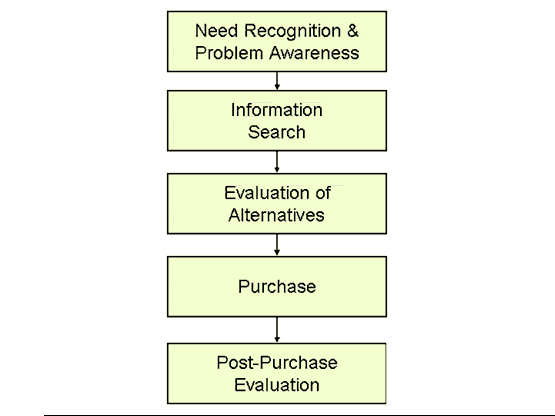 Need Recognition &
Problem Awareness
Information
Search
Evaluation of
Alternatives
Purchase
Post-Purchase
Evaluation